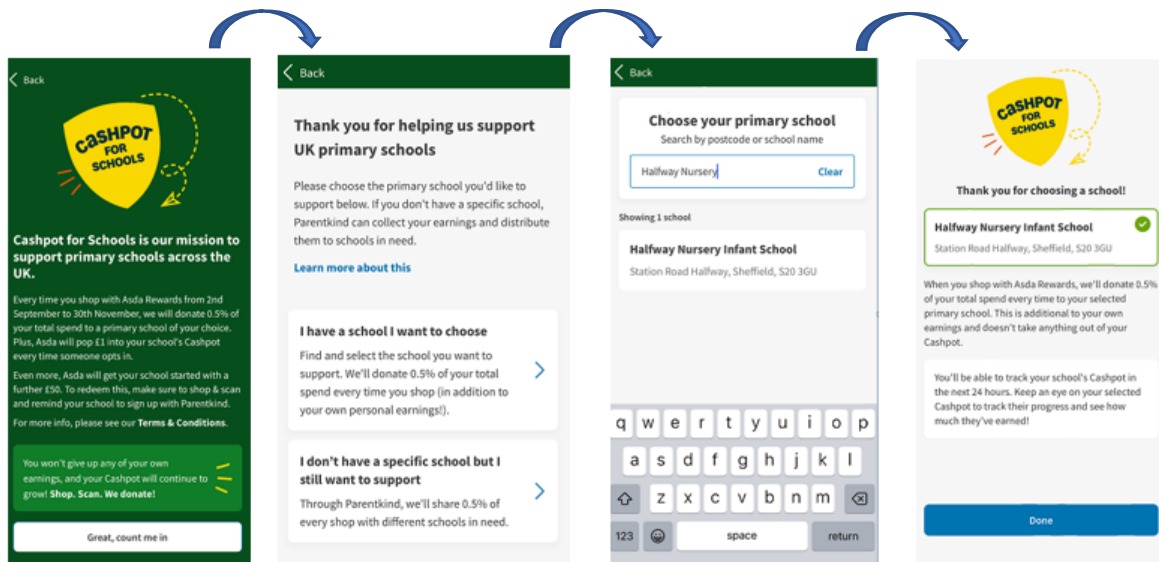 Back
CASHPOT
FOR
SCHOOLS
Cashpot for Schools is our mission to
support primary schools across the
UK.
Every time you shop with Asda Rewards from 2nd
September to 30th November, we will donate 0.5% of
your total spend to a primary school of your choice.
Plus, Asda will pop £1 into your school's Cashpot
every time someone opts in.
Even more, Asda will get your school started with a
further £50. To redeem this, make sure to shop & scan
and remind your school to sign up with Parentkind.
For more info, please see our Terms & Conditions.
You won't give up any of your own
earnings, and your Cashpot will continue to
grow! Shop. Scan. We donate!
Great, count me in
Back
Thank you for helping us support
UK primary schools
Please choose the primary school you'd like to
support below. If you don't have a specific school,
Parentkind can collect your earnings and distribute
them to schools in need.
Learn more about this
I have a school I want to choose
Find and select the school you want to
support. We'll donate 0.5% of your total
spend every time you shop (in addition to
your own personal earnings!).
I don't have a specific school but I
still want to support
Through Parentkind, we'll share 0.5% of
every shop with different schools in need.
Back
Choose your primary school
Search by postcode or school name
Halfway Nursery Clear
Showing 1 school
Halfway Nursery Infant School
Station Road Halfway, Sheffield, S20 3GU
q w e r t y u i o p
a s d f g h j k l
z x c v b n m
123 space return
CASHPOT
FOR
SCHOOLS
Thank you for choosing a school!
Halfway Nursery Infant School
Station Road Halfway, Sheffield, S20 3GU
When you shop with Asda Rewards, we'll donate 0.5%
of your total spend every time to your selected
primary school. This is additional to your own
earnings and doesn't take anything out of your
Cashpot.
You'll be able to track your school's Cashpot in
the next 24 hours. Keep an eye on your selected
Cashpot to track their progress and see how
much they've earned!
Done